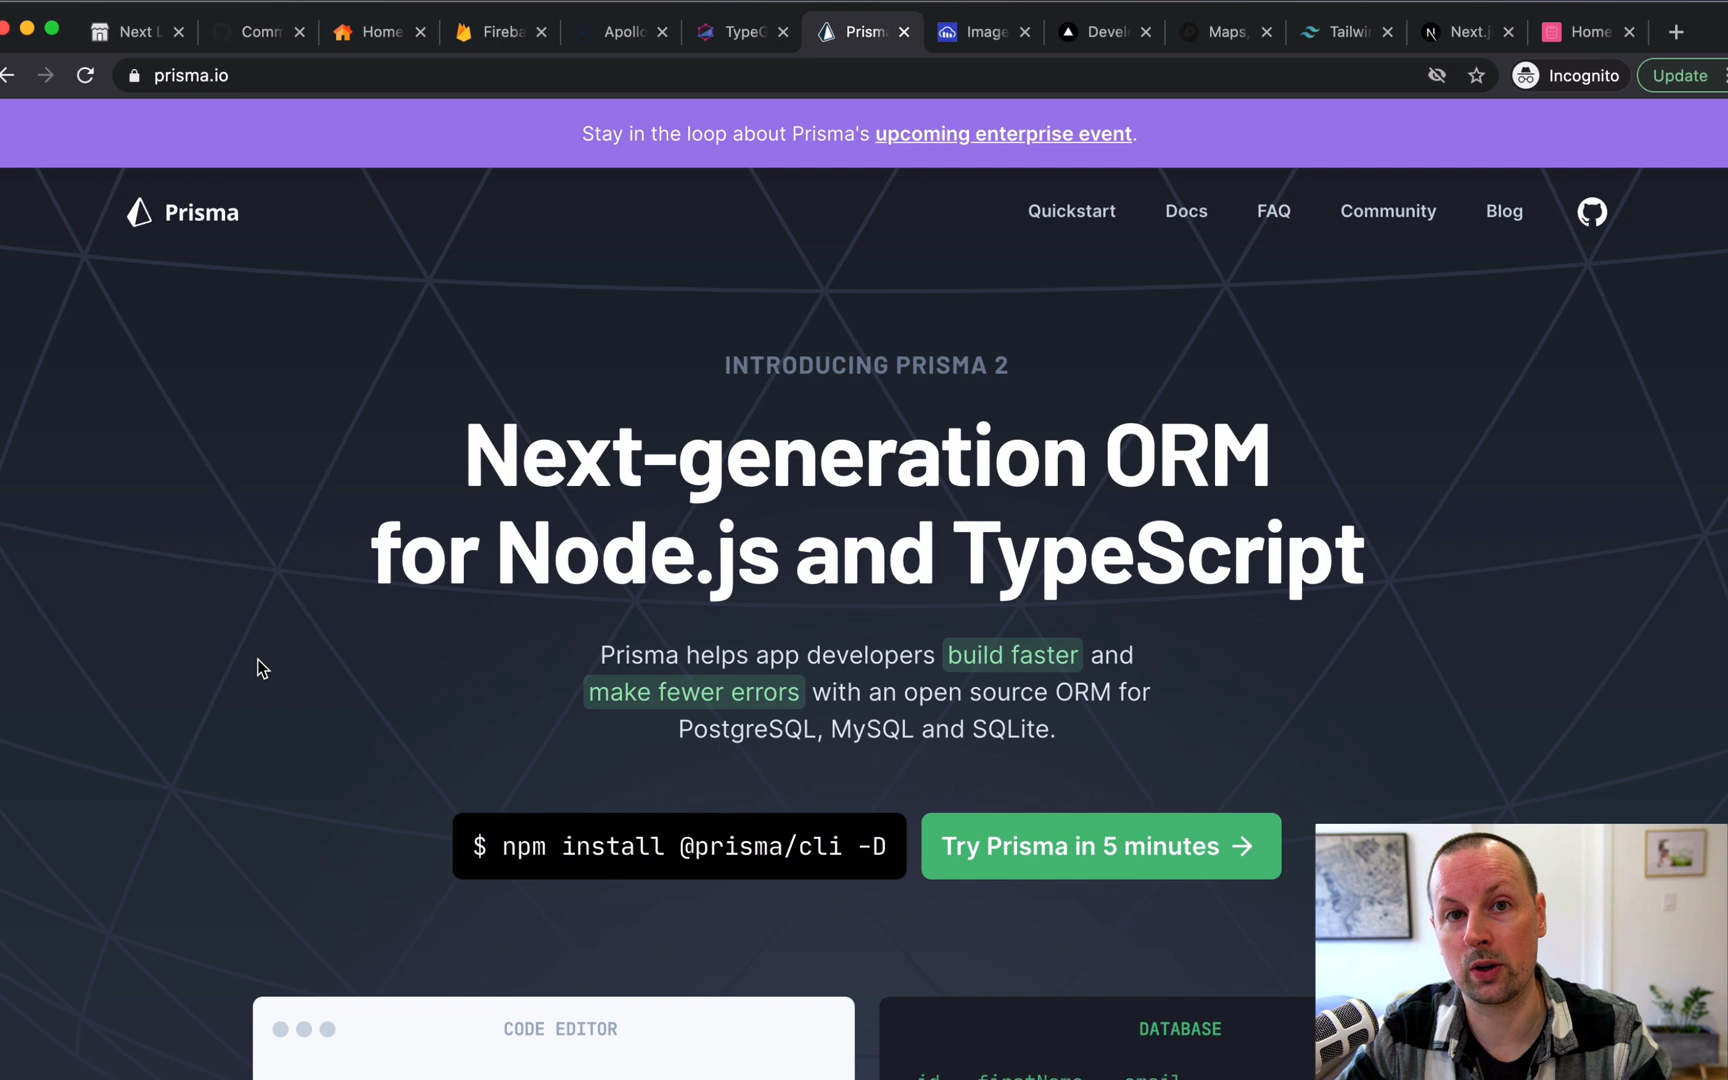 Next L
Comm
Home
Fireba
Apollo
TypeG
Prism
Image
Devel
Maps,
Tailwi
Next.j
Home
prisma.io
Incognito
Update
Stay in the loop about Prisma's upcoming enterprise event.
Prisma
Quickstart
Docs
FAQ
Community
Blog
INTRODUCING PRISMA 2
Next-generation ORM
for Node.js and TypeScript
Prisma helps app developers build faster and
make fewer errors with an open source ORM for
PostgreSQL, MySQL and SQLite.
$ npm install @prisma/cli -D
Try Prisma in 5 minutes →
CODE EDITOR
DATABASE
id firstName email